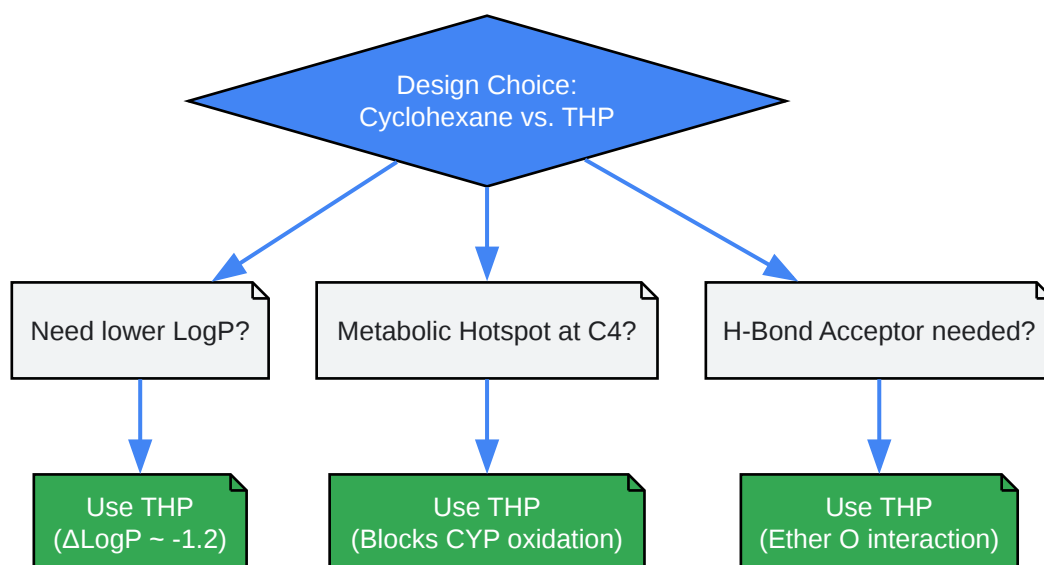 Design Choice:
Cyclohexane vs. THP
Need lower LogP?
Metabolic Hotspot at C4?
H-Bond Acceptor needed?
Use THP
(ΔLogP ~ -1.2)
Use THP
(Blocks CYP oxidation)
Use THP
(Ether O interaction)